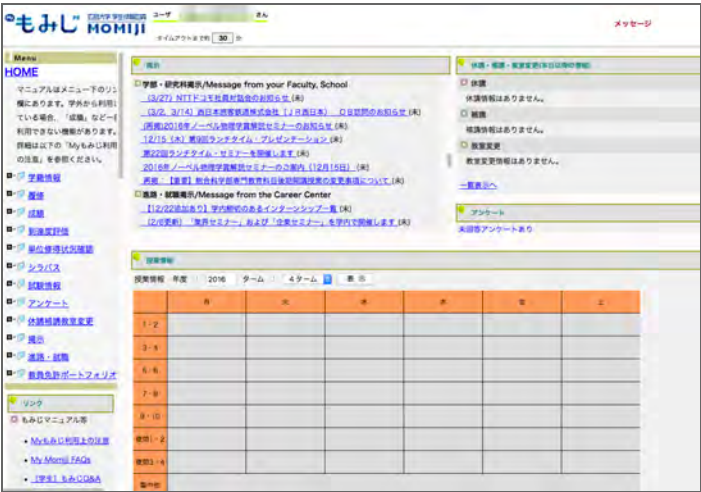 もみじ MOMIJI
ユーザ さん
タイムアウトまで約 30 分
メッセージ
Menu
HOME
マニュアルはメニュー下のリン
欄にあります。学外から利用し
ている場合、「成績」など一部
利用できない機能があります。
詳細は以下の「Myもみじ利用
の注意」を参照ください。
学籍情報
履修
成績
到達度評価
単位修得状況確認
シラバス
試験情報
アンケート
休講補講教室変更
掲示
進路・就職
教員免許ポートフォリオ
リンク
もみじマニュアル等
Myもみじ利用上の注意
My Momiji FAQs
[学生] もみじQ&A
掲示
学部・研究科掲示/Message from your Faculty, School
(3/27) NTTドコモ社員対話会のお知らせ (未)
(3/2、3/14) 西日本旅客鉄道株式会社(JR西日本) OB訪問のお知らせ (未)
(再掲)2016年ノーベル物理学賞解説セミナーのお知らせ (未)
12/15 (木) 第9回ランチタイム・プレゼンテーション (未)
第22回ランチタイム・セミナーを開催します (未)
2016年ノーベル物理学賞解説セミナーのご案内 (12月15日) (未)
再掲:【重要】総合科学部専門教育科目後期開講授業の変更事項について (未)
進路・就職掲示/Message from the Career Center
【12/22追加あり】学内締切のあるインターンシップ一覧 (未)
(2/6更新) 「業界セミナー」および「企業セミナー」を学内で開催します (未)
休講・補講・教室変更(本日以降の情報)
休講
休講情報はありません。
補講
補講情報はありません。
教室変更
教室変更情報はありません。
一覧表示へ
アンケート
未回答アンケートあり
授業情報
授業情報 年度 2016 ターム 4ターム 表示
月 火 水 木 金 土
1-2
3-4
5-6
7-8
9-10
夜間1-2
夜間3-4
集中他